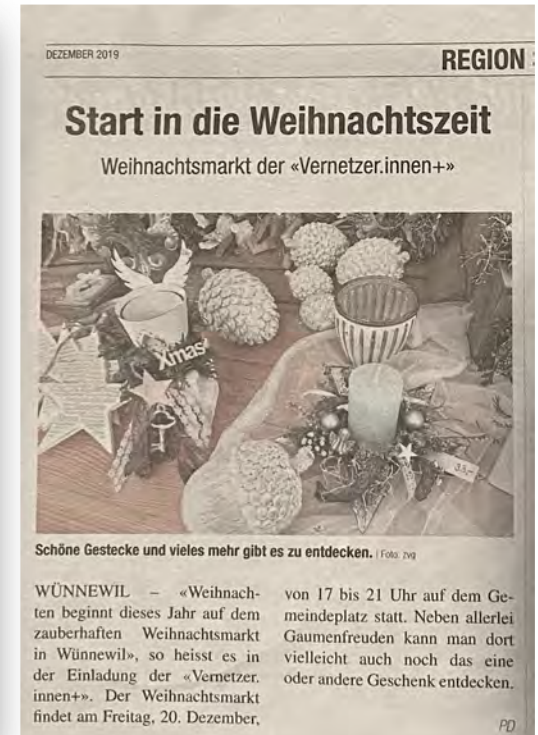 DEZEMBER 2019
REGION
Start in die Weihnachtszeit
Weihnachtsmarkt der «Vernetzer.innen+»
Xmas
35.-
Schöne Gestecke und vieles mehr gibt es zu entdecken. | Foto: zvg
WÜNNEWIL – «Weihnach-
ten beginnt dieses Jahr auf dem
zauberhaften Weihnachtsmarkt
in Wünnewil», so heisst es in
der Einladung der «Vernetzer.
innen+». Der Weihnachtsmarkt
findet am Freitag, 20. Dezember,
von 17 bis 21 Uhr auf dem Ge-
meindeplatz statt. Neben allerlei
Gaumenfreuden kann man dort
vielleicht auch noch das eine
oder andere Geschenk entdecken.
PD